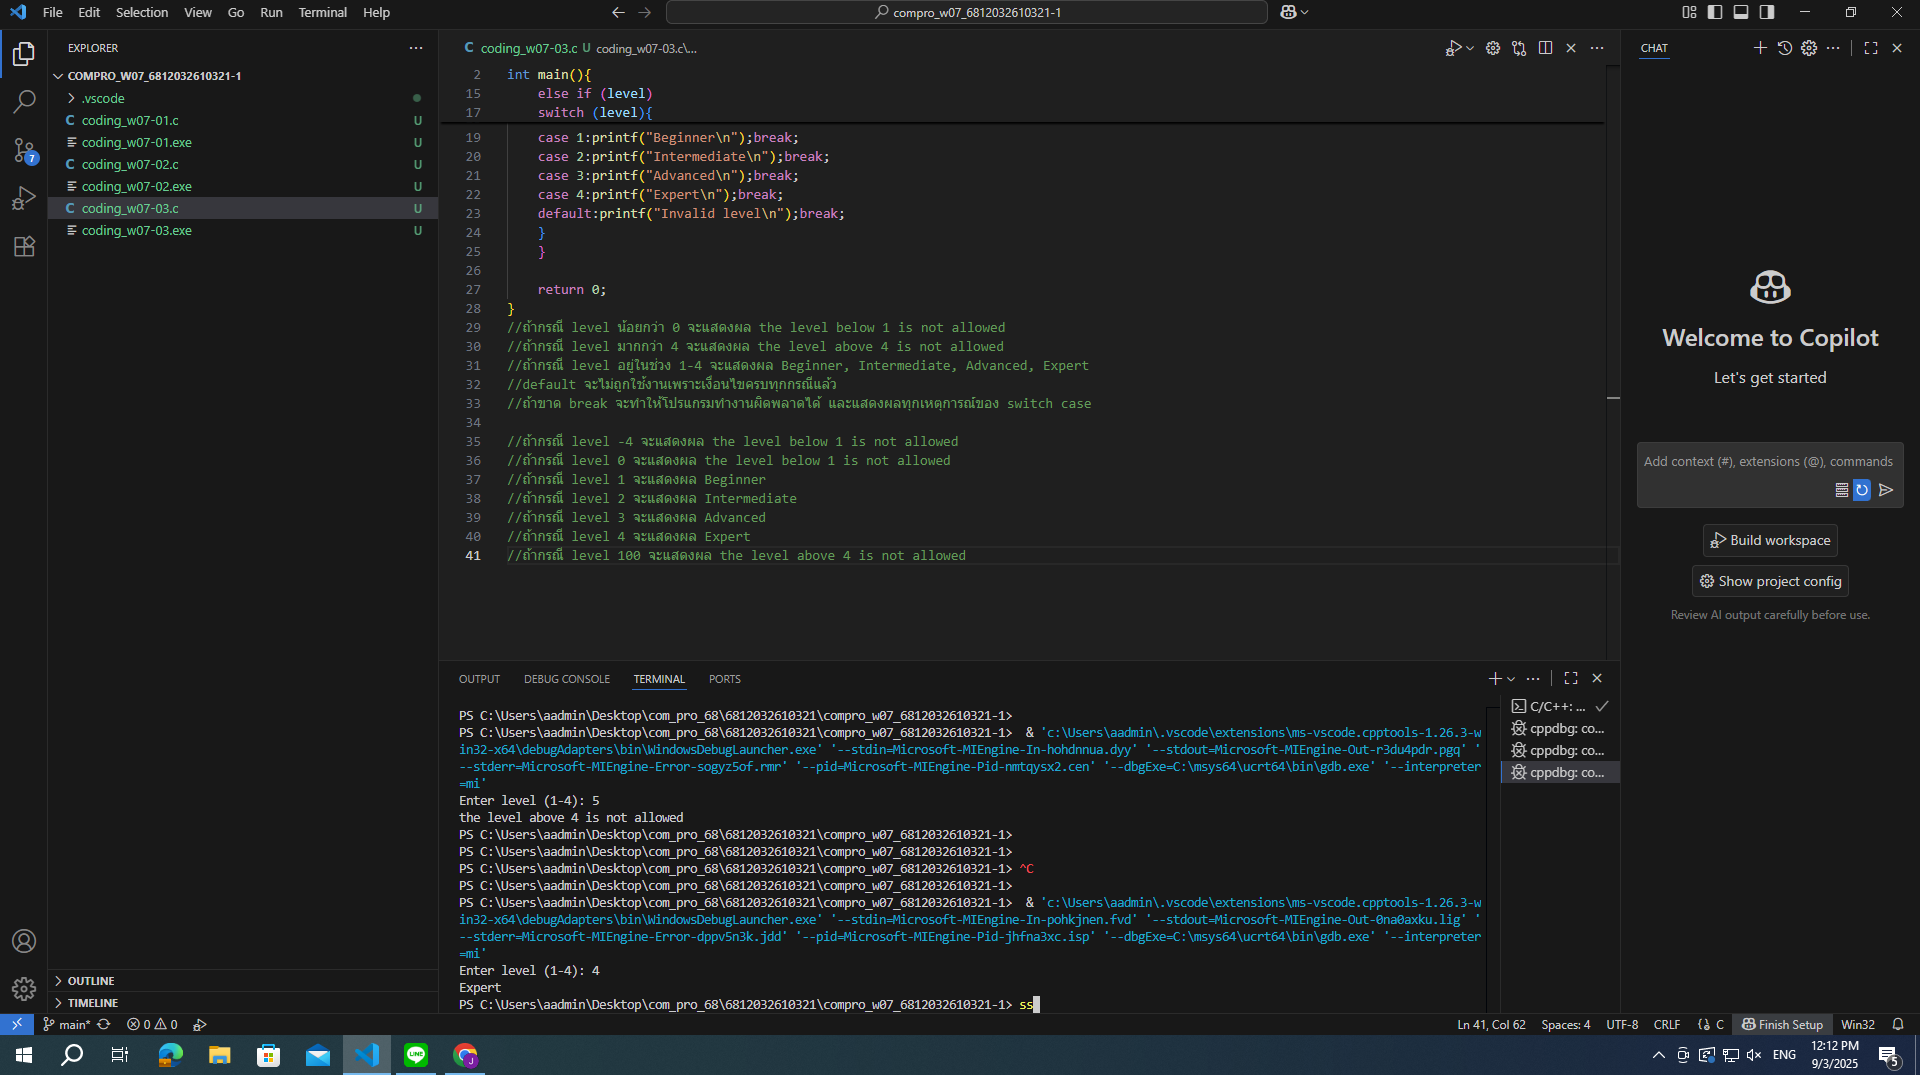 File Edit Selection View Go Run Terminal Help
compro_w07_6812032610321-1
EXPLORER
COMPRO_W07_6812032610321-1
.vscode
C coding_w07-01.c U
coding_w07-01.exe U
C coding_w07-02.c U
coding_w07-02.exe U
C coding_w07-03.c U
coding_w07-03.exe U
OUTLINE
TIMELINE
7
C coding_w07-03.c U coding_w07-03.c\...
2 int main(){
15 else if (level)
17 switch (level){
19 case 1:printf("Beginner\n");break;
20 case 2:printf("Intermediate\n");break;
21 case 3:printf("Advanced\n");break;
22 case 4:printf("Expert\n");break;
23 default:printf("Invalid level\n");break;
24 }
25 }
26
27 return 0;
28 }
29 //ถ้ากรณี level น้อยกว่า 0 จะแสดงผล the level below 1 is not allowed
30 //ถ้ากรณี level มากกว่า 4 จะแสดงผล the level above 4 is not allowed
31 //ถ้ากรณี level อยู่ในช่วง 1-4 จะแสดงผล Beginner, Intermediate, Advanced, Expert
32 //default จะไม่ถูกใช้งานเพราะเงื่อนไขครบทุกกรณีแล้ว
33 //ถ้าขาด break จะทำให้โปรแกรมทำงานผิดพลาดได้ และแสดงผลทุกเหตุการณ์ของ switch case
34
35 //ถ้ากรณี level -4 จะแสดงผล the level below 1 is not allowed
36 //ถ้ากรณี level 0 จะแสดงผล the level below 1 is not allowed
37 //ถ้ากรณี level 1 จะแสดงผล Beginner
38 //ถ้ากรณี level 2 จะแสดงผล Intermediate
39 //ถ้ากรณี level 3 จะแสดงผล Advanced
40 //ถ้ากรณี level 4 จะแสดงผล Expert
41 //ถ้ากรณี level 100 จะแสดงผล the level above 4 is not allowed
OUTPUT DEBUG CONSOLE TERMINAL PORTS
PS C:\Users\aadmin\Desktop\com_pro_68\6812032610321\compro_w07_6812032610321-1>
PS C:\Users\aadmin\Desktop\com_pro_68\6812032610321\compro_w07_6812032610321-1> & 'c:\Users\aadmin\.vscode\extensions\ms-vscode.cpptools-1.26.3-w
in32-x64\debugAdapters\bin\WindowsDebugLauncher.exe' '--stdin=Microsoft-MIEngine-In-hohdnnua.dyy' '--stdout=Microsoft-MIEngine-Out-r3du4pdr.pgq' '
--stderr=Microsoft-MIEngine-Error-sogyz5of.rmr' '--pid=Microsoft-MIEngine-Pid-nmtqysx2.cen' '--dbgExe=C:\msys64\ucrt64\bin\gdb.exe' '--interpreter
=mi'
Enter level (1-4): 5
the level above 4 is not allowed
PS C:\Users\aadmin\Desktop\com_pro_68\6812032610321\compro_w07_6812032610321-1>
PS C:\Users\aadmin\Desktop\com_pro_68\6812032610321\compro_w07_6812032610321-1>
PS C:\Users\aadmin\Desktop\com_pro_68\6812032610321\compro_w07_6812032610321-1> ^C
PS C:\Users\aadmin\Desktop\com_pro_68\6812032610321\compro_w07_6812032610321-1>
PS C:\Users\aadmin\Desktop\com_pro_68\6812032610321\compro_w07_6812032610321-1> & 'c:\Users\aadmin\.vscode\extensions\ms-vscode.cpptools-1.26.3-w
in32-x64\debugAdapters\bin\WindowsDebugLauncher.exe' '--stdin=Microsoft-MIEngine-In-pohkjnen.fvd' '--stdout=Microsoft-MIEngine-Out-0na0axku.lig' '
--stderr=Microsoft-MIEngine-Error-dppv5n3k.jdd' '--pid=Microsoft-MIEngine-Pid-jhfna3xc.isp' '--dbgExe=C:\msys64\ucrt64\bin\gdb.exe' '--interpreter
=mi'
Enter level (1-4): 4
Expert
PS C:\Users\aadmin\Desktop\com_pro_68\6812032610321\compro_w07_6812032610321-1> ss
C/C++: ...
cppdbg: co...
cppdbg: co...
cppdbg: co...
CHAT
Welcome to Copilot
Let's get started
Add context (#), extensions (@), commands
Build workspace
Show project config
Review AI output carefully before use.
main* 0 0
Ln 41, Col 62 Spaces: 4 UTF-8 CRLF {} C Finish Setup Win32
ENG
12:12 PM
9/3/2025
5